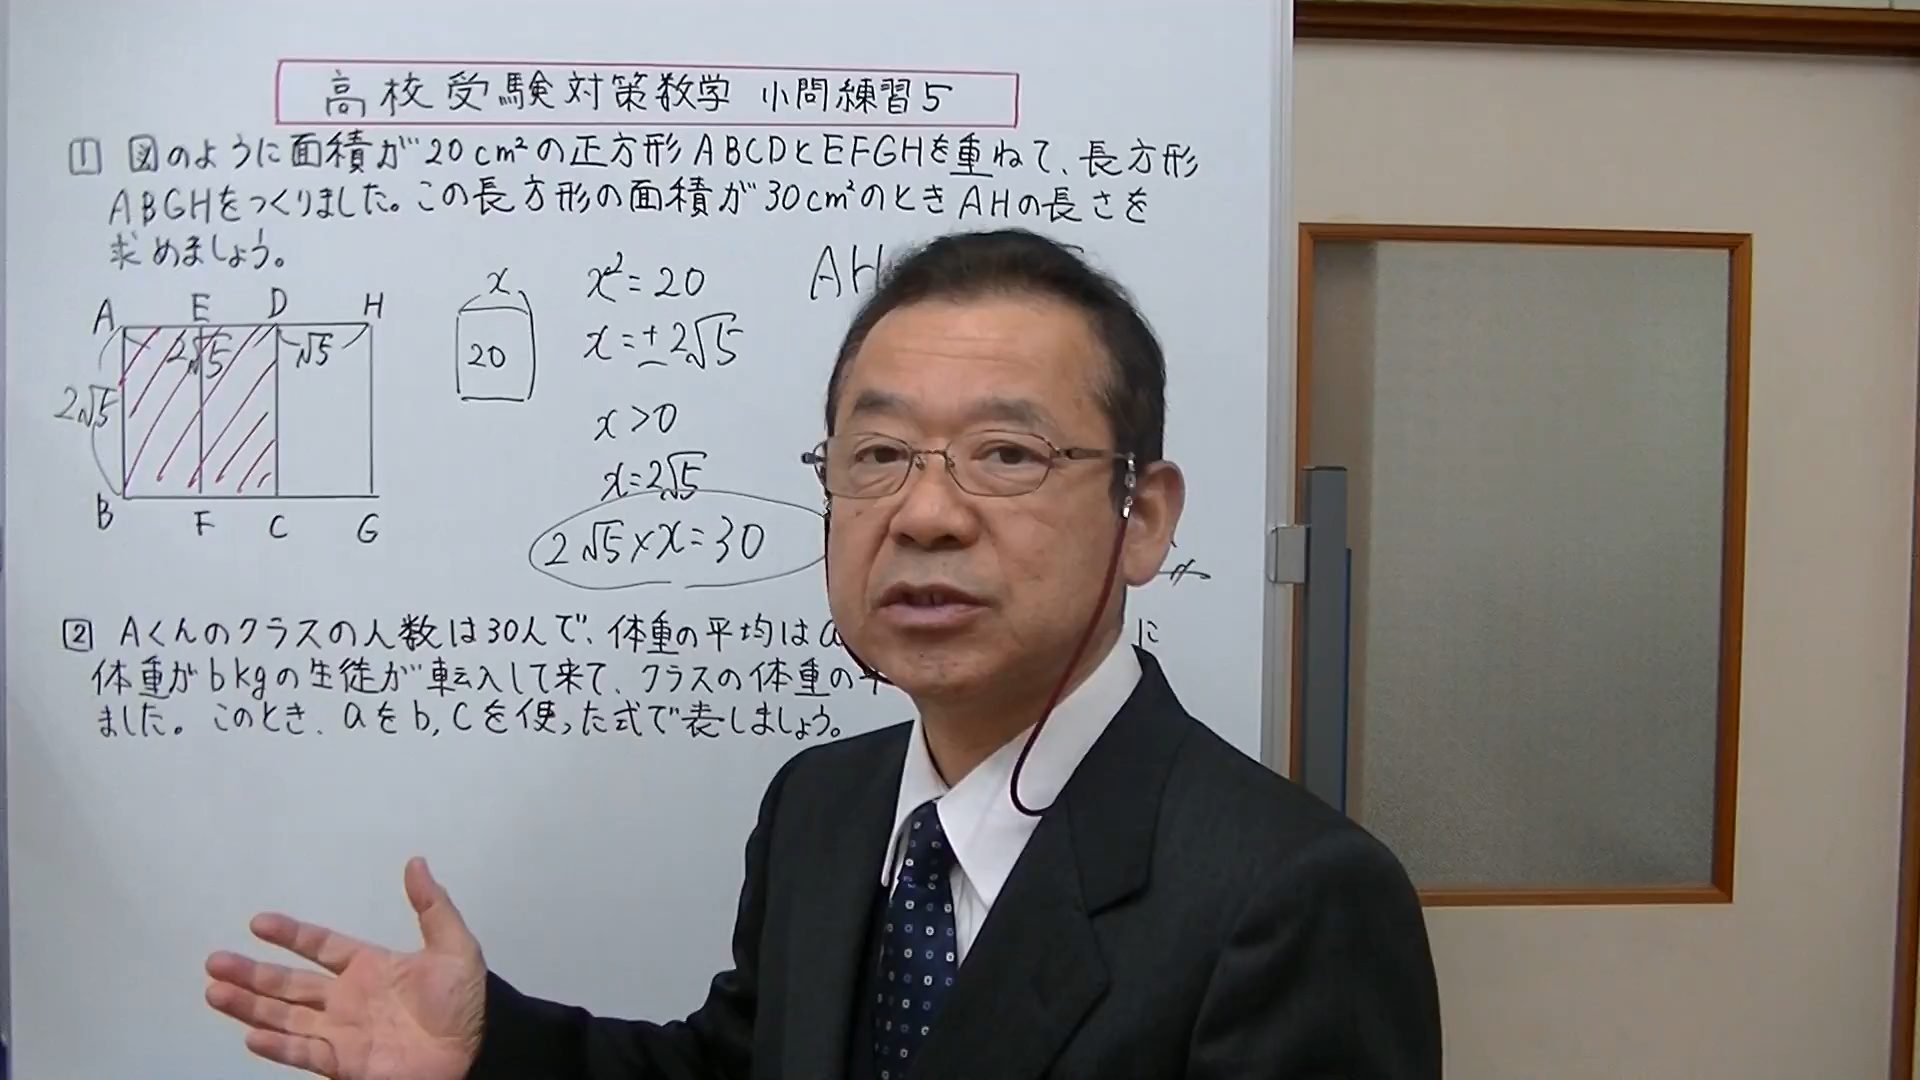 高校受験対策数学 小問練習5
1 図のように面積が20cm²の正方形ABCDとEFGHを重ねて、長方形
ABGHをつくりました。この長方形の面積が30cm²のときAHの長さを
求めましょう。
A E D H
2√5 √5
2√5
B F C G
x
20
x²=20
x=±2√5
x>0
x=2√5
2√5×x=30
AH
2 Aくんのクラスの人数は30人で、体重の平均はa に
体重がbkgの生徒が転入して来て、クラスの体重の
ました。このとき、aをb,cを使った式で表しましょう。